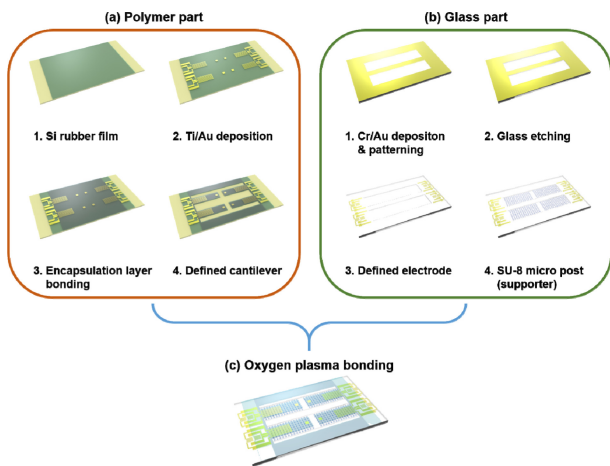 (a) Polymer part
(b) Glass part
1. Si rubber film
2. Ti/Au deposition
1. Cr/Au depositon
& patterning
2. Glass etching
3. Encapsulation layer
bonding
4. Defined cantilever
3. Defined electrode
4. SU-8 micro post
(supporter)
(c) Oxygen plasma bonding